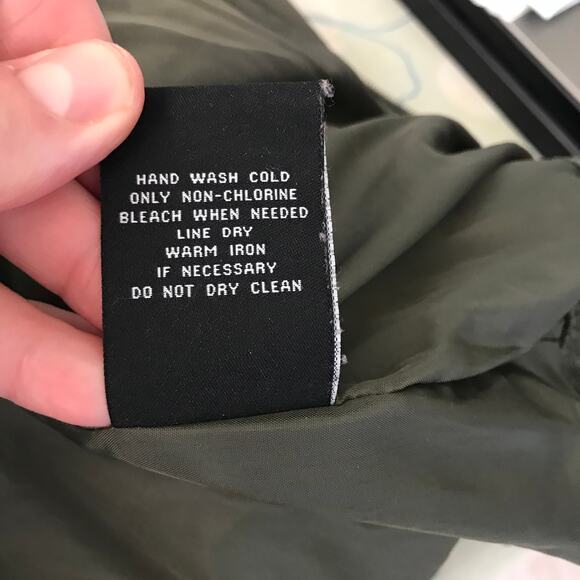 HAND WASH COLD
ONLY NON-CHLORINE
BLEACH WHEN NEEDED
LINE DRY
WARM IRON
IF NECESSARY
DO NOT DRY CLEAN